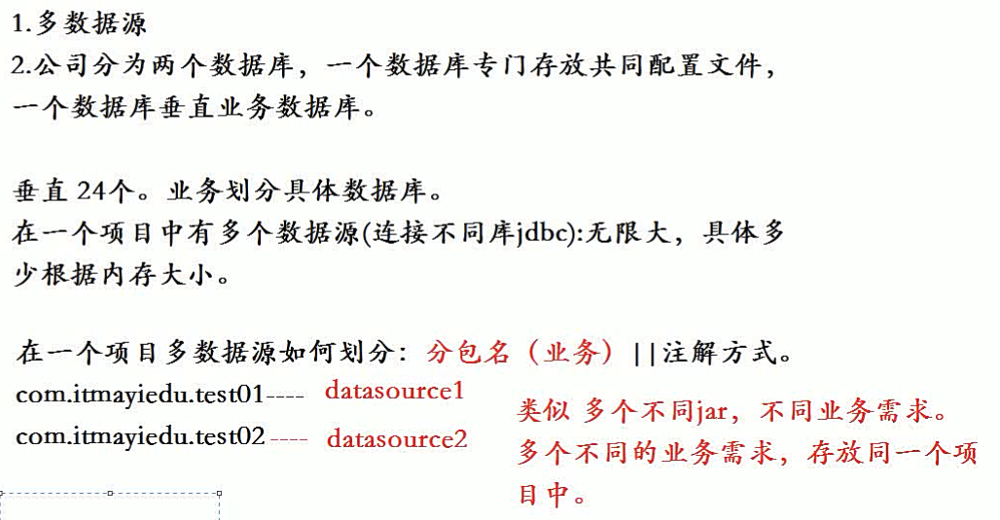 1.多数据源
2.公司分为两个数据库，一个数据库专门存放共同配置文件，
一个数据库垂直业务数据库。
垂直 24个。业务划分具体数据库。
在一个项目中有多个数据源(连接不同库jdbc):无限大，具体多
少根据内存大小。
在一个项目多数据源如何划分：分包名（业务）||注解方式。
com.itmayiedu.test01---- datasource1
com.itmayiedu.test02---- datasource2
类似 多个不同jar，不同业务需求。
多个不同的业务需求，存放同一个项
目中。